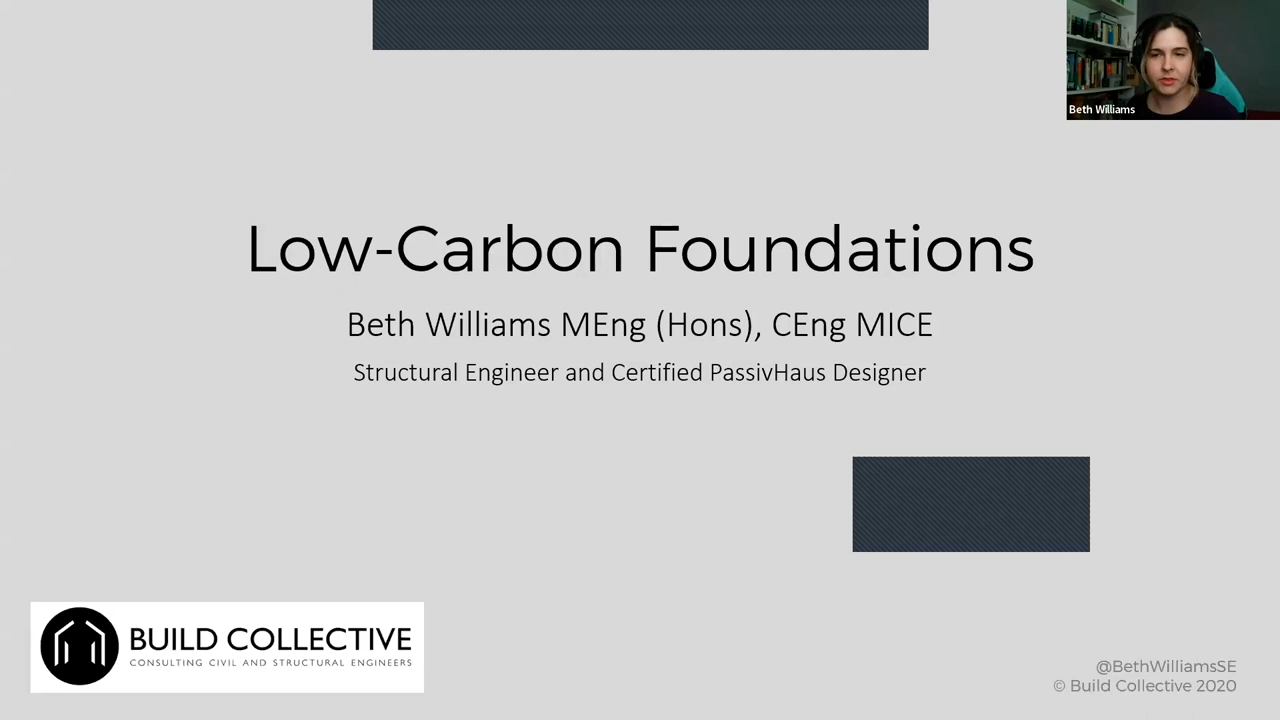 Beth Williams
Low-Carbon Foundations
Beth Williams MEng (Hons), CEng MICE
Structural Engineer and Certified PassivHaus Designer
BUILD COLLECTIVE
CONSULTING CIVIL AND STRUCTURAL ENGINEERS
@BethWilliamsSE
© Build Collective 2020